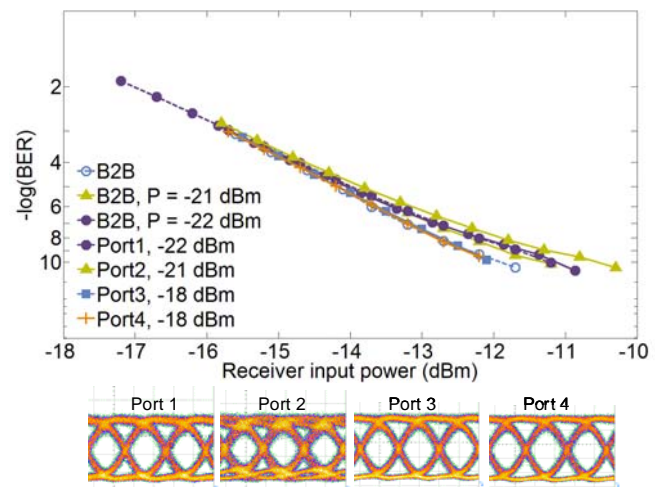 -log(BER)
2
4
6
8
10
B2B
B2B, P = -21 dBm
B2B, P = -22 dBm
Port1, -22 dBm
Port2, -21 dBm
Port3, -18 dBm
Port4, -18 dBm
-18 -17 -16 -15 -14 -13 -12 -11 -10
Receiver input power (dBm)
Port 1 Port 2 Port 3 Port 4